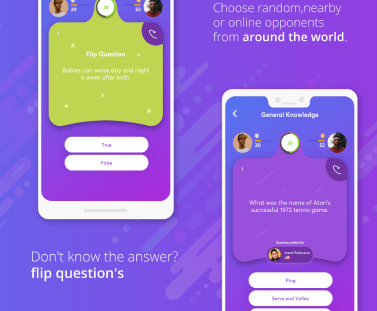 20
20
52
1
Flip Question
Babies can sense day and night
a week after birth.
True
False
Don't know the answer?
flip question's
Choose random,nearby
or online opponents
from around the world.
General Knowledge
20
20
52
1
What was the name of Atari's
successful 1972 tennis game.
Question added by
Ping
Serve and Volley